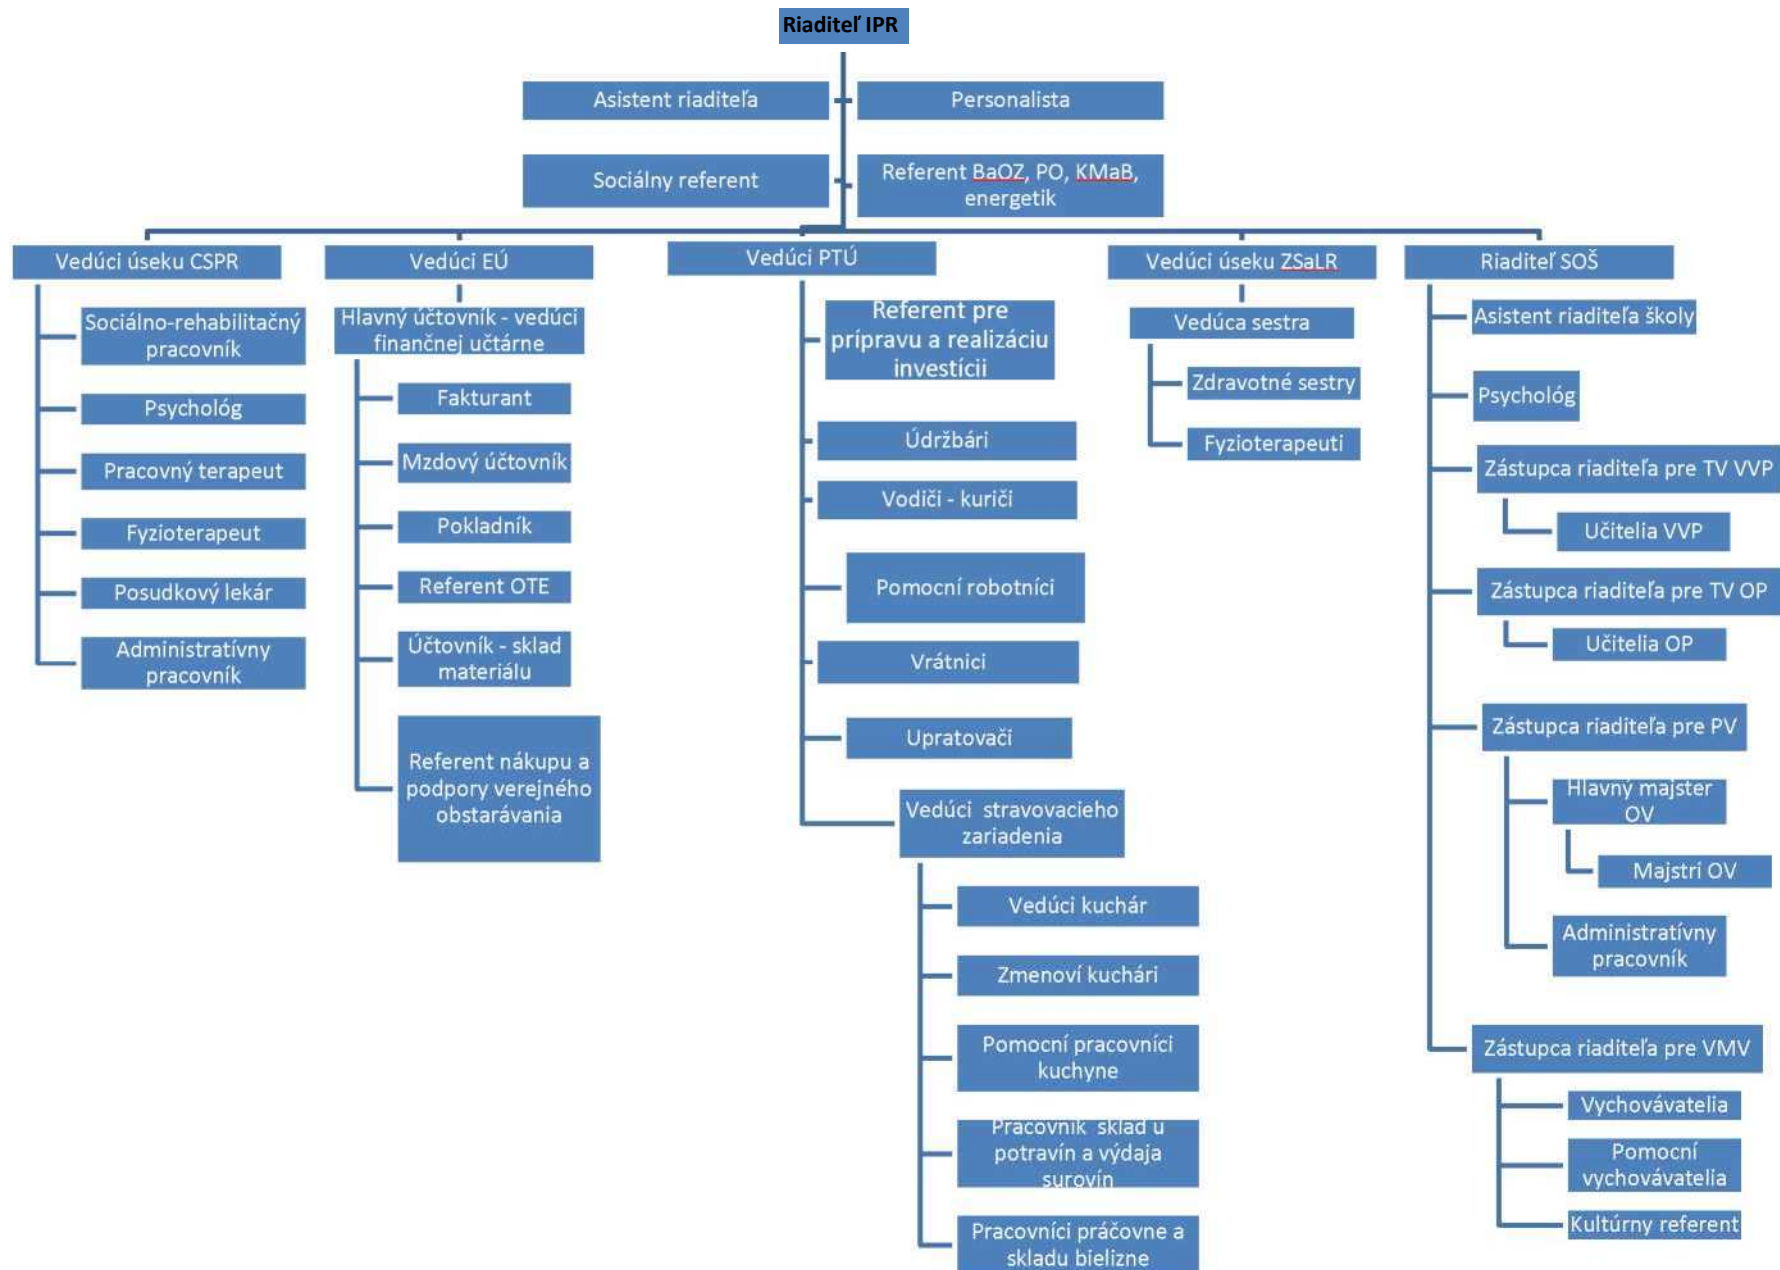 Riaditeľ IPR
Asistent riaditeľa
Personalista
Sociálny referent
Referent BaOZ, PO, KMaB,
energetik
Vedúci úseku CSPR
Sociálno-rehabilitačný
pracovník
Psychológ
Pracovný terapeut
Fyzioterapeut
Posudkový lekár
Administratívny
pracovník
Vedúci EÚ
Hlavný účtovník - vedúci
finančnej učtárne
Fakturant
Mzdový účtovník
Pokladník
Referent OTE
Účtovník - sklad
materiálu
Referent nákupu a
podpory verejného
obstarávania
Vedúci PTÚ
Referent pre
prípravu a realizáciu
investícii
Údržbári
Vodiči - kuriči
Pomocní robotníci
Vrátnici
Upratovačí
Vedúci stravovacieho
zariadenia
Vedúci kuchár
Zmenoví kuchári
Pomocní pracovníci
kuchyne
Pracovník sklad u
potravín a výdaja
surovín
Pracovníci práčovne a
skladu bielizne
Vedúci úseku ZSaLR
Vedúca sestra
Zdravotné sestry
Fyzioterapeuti
Riaditeľ SOŠ
Asistent riaditeľa školy
Psychológ
Zástupca riaditeľa pre TV VVP
Učitelia VVP
Zástupca riaditeľa pre TV OP
Učitelia OP
Zástupca riaditeľa pre PV
Hlavný majster
OV
Majstri OV
Administratívny
pracovník
Zástupca riaditeľa pre VMV
Vychovávatelia
Pomocní
vychovávatelia
Kultúrny referent